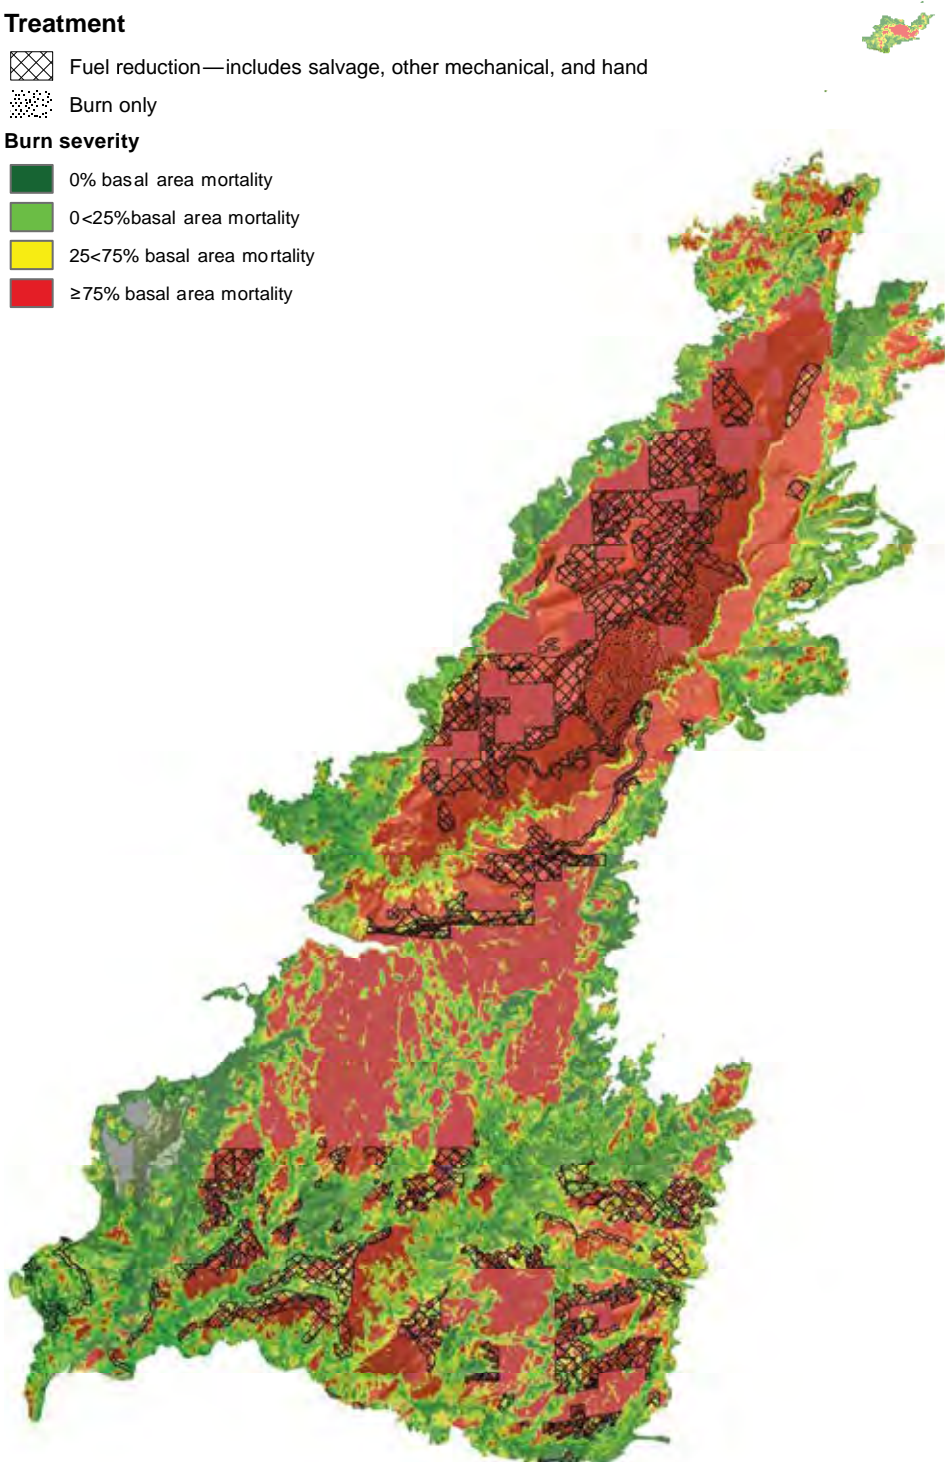 Treatment
Fuel reduction—includes salvage, other mechanical, and hand
Burn only
Burn severity
0% basal area mortality
0<25%basal area mortality
25<75% basal area mortality
≥75% basal area mortality